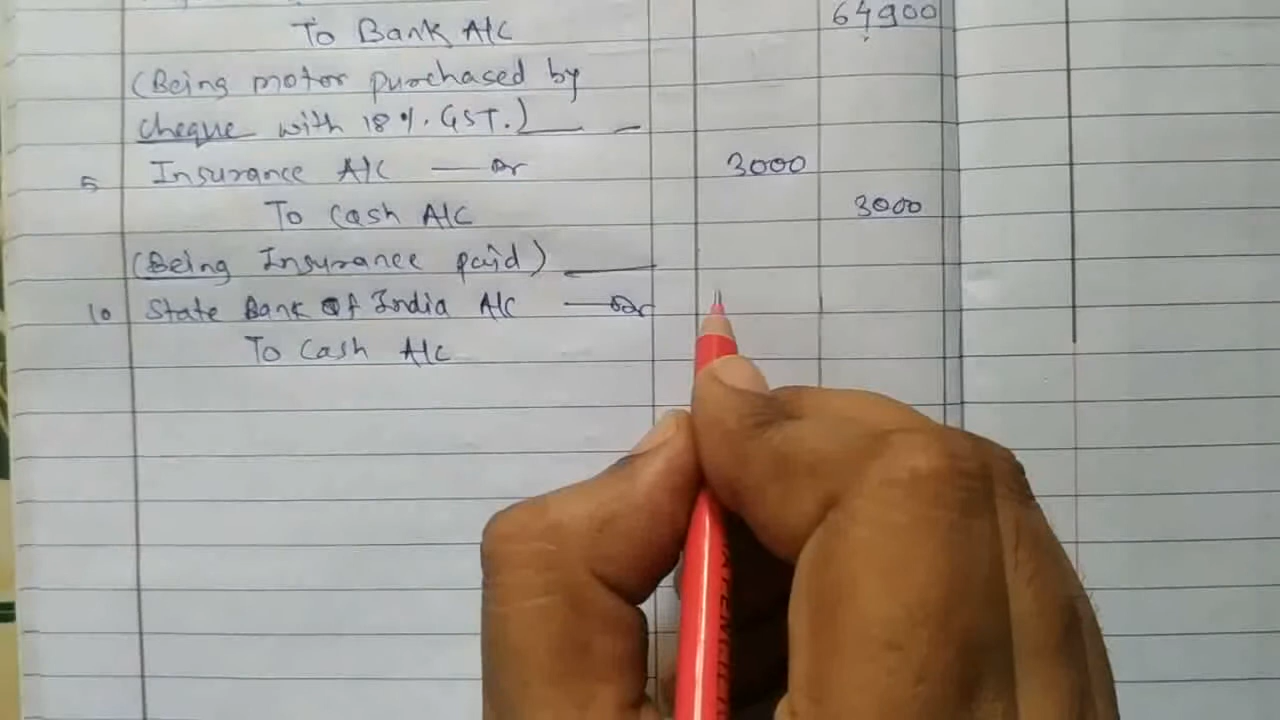 64900
To Bank A/C
(Being motor purchased by
cheque with 18%. GST.)
5 Insurance A/C — Dr 3000
To Cash A/C 3000
(Being Insurance paid)
10 State Bank Of India A/C — Dr
To Cash A/C